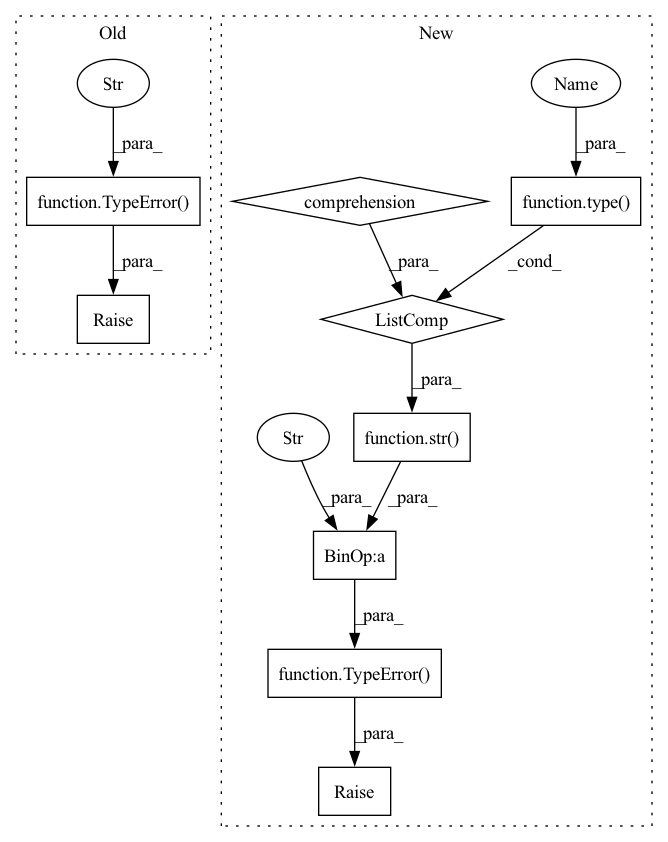 Old
New
Str
Name
_para_
_para_
function.TypeError()
comprehension
function.type()
_para_
_para_
_cond_
Raise
ListComp
_para_
Str
function.str()
_para_
_para_
BinOp:a
_para_
function.TypeError()
_para_
Raise